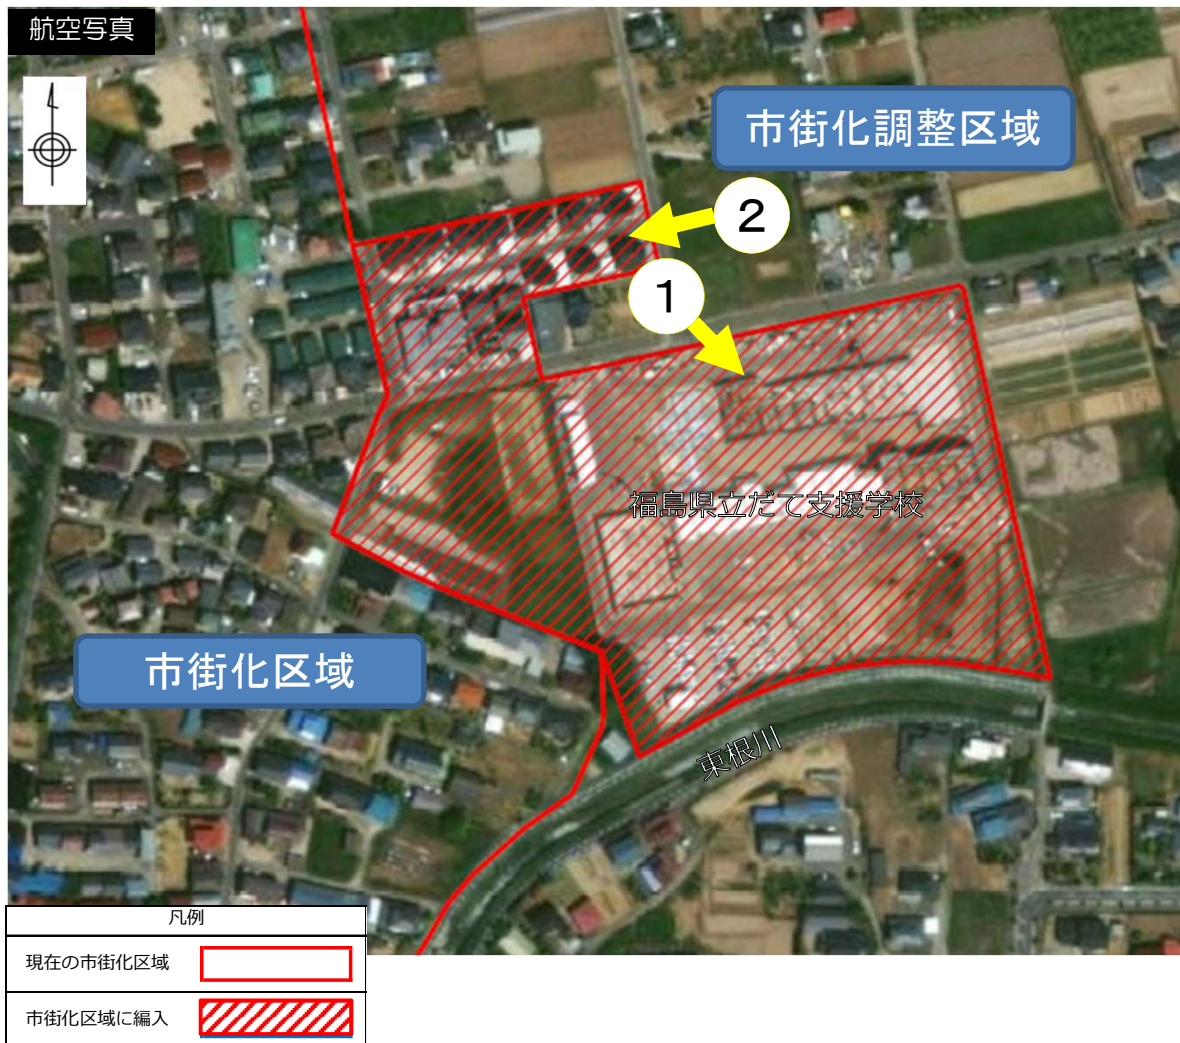 航空写真
市街化調整区域
2
1
福島県立だて支援学校
市街化区域
東根川
凡例
現在の市街化区域
市街化区域に編入